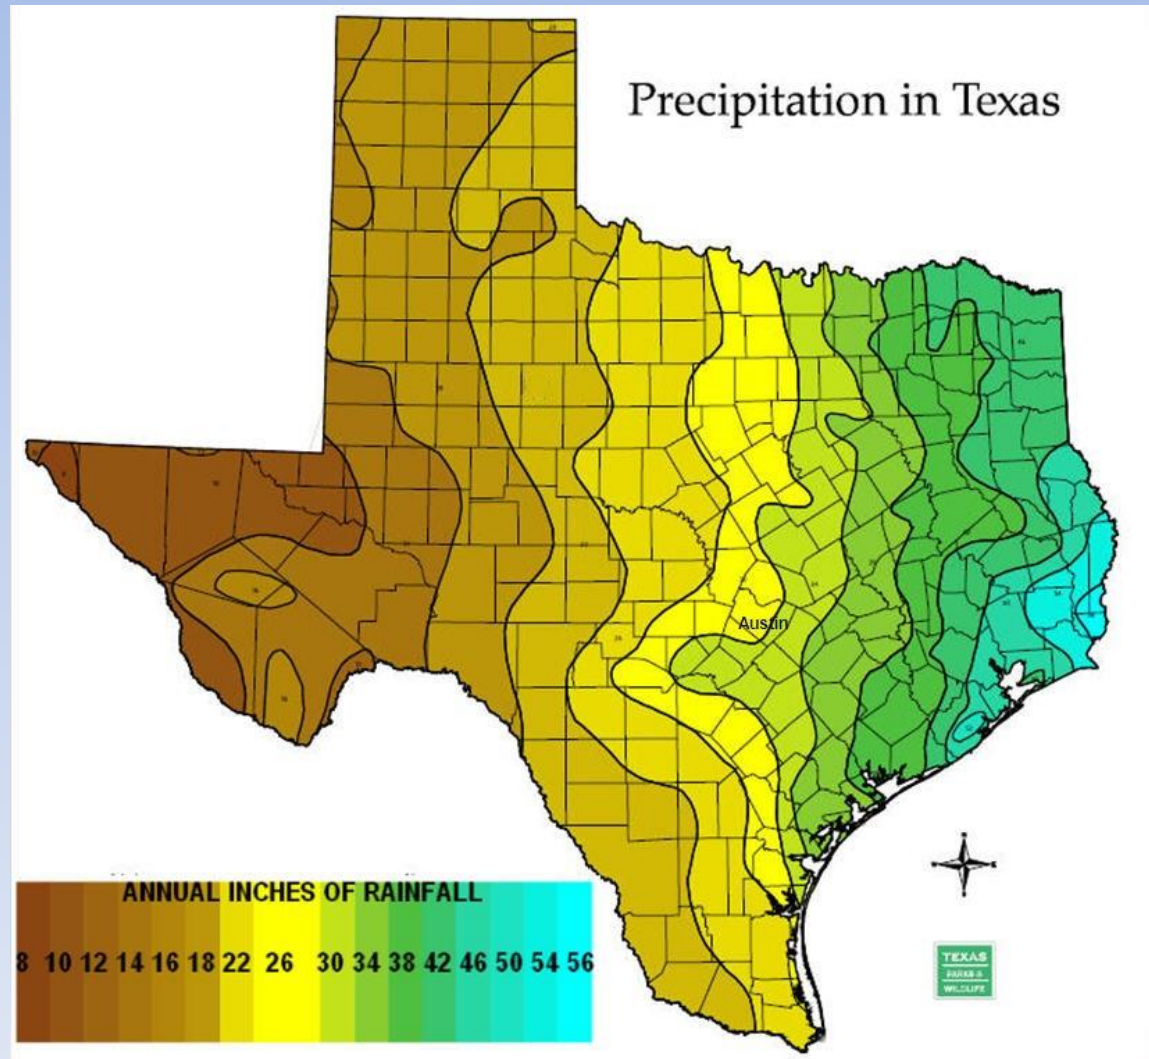 Precipitation in Texas
Austin
ANNUAL INCHES OF RAINFALL
8 10 12 14 16 18 22 26 30 34 38 42 46 50 54 56
TEXAS
PARKS &
WILDLIFE